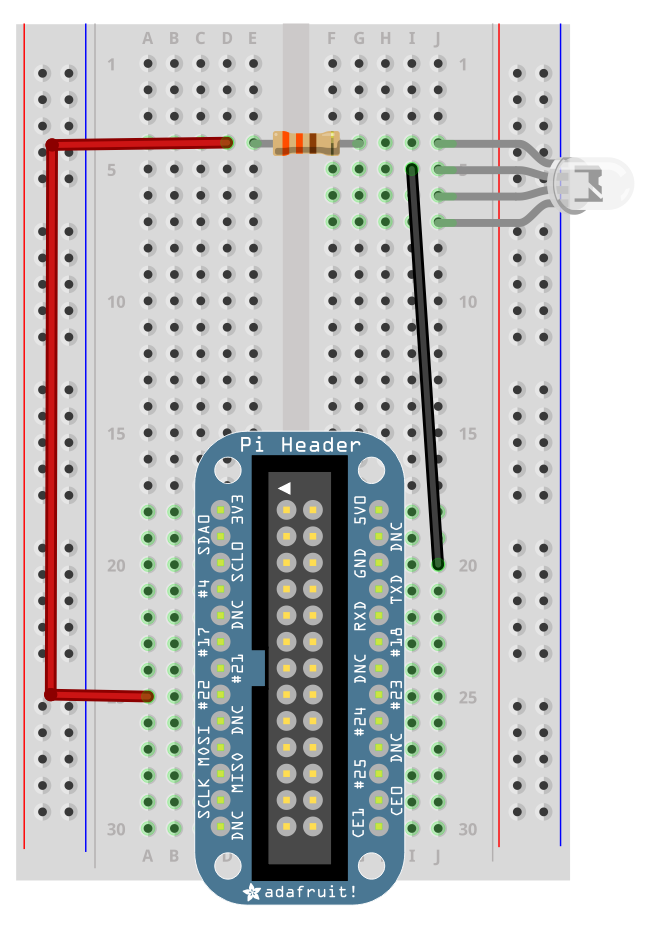 A B C D E F G H I J
1 1
5 5
10 10
15 15
Pi Header
3V3 5V0
SDA0 DNC
SCL0 GND
#4 TXD
20
DNC RXD
#17 #18
#21 DNC
#22 #23
25
DNC #24
MOSI DNC
MISO #25
SCLK CE0
DNC CE1
30 30
A B D I J
adafruit!